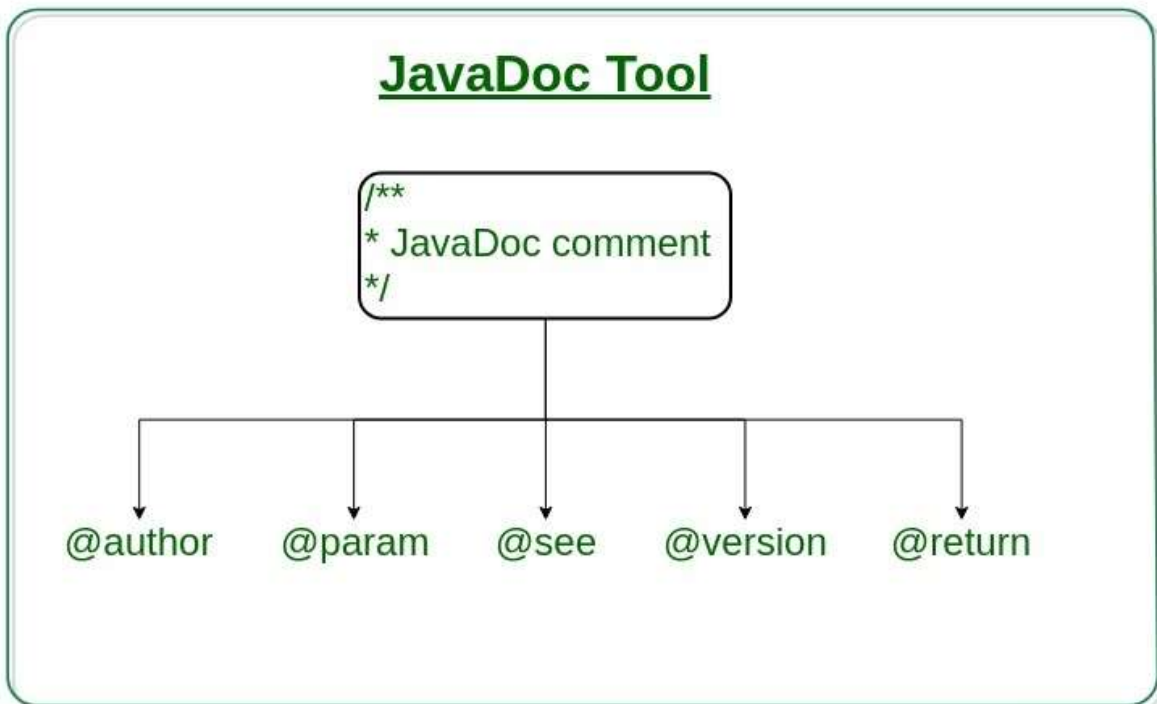 JavaDoc Tool
/**
* JavaDoc comment
*/
@author @param @see @version @return